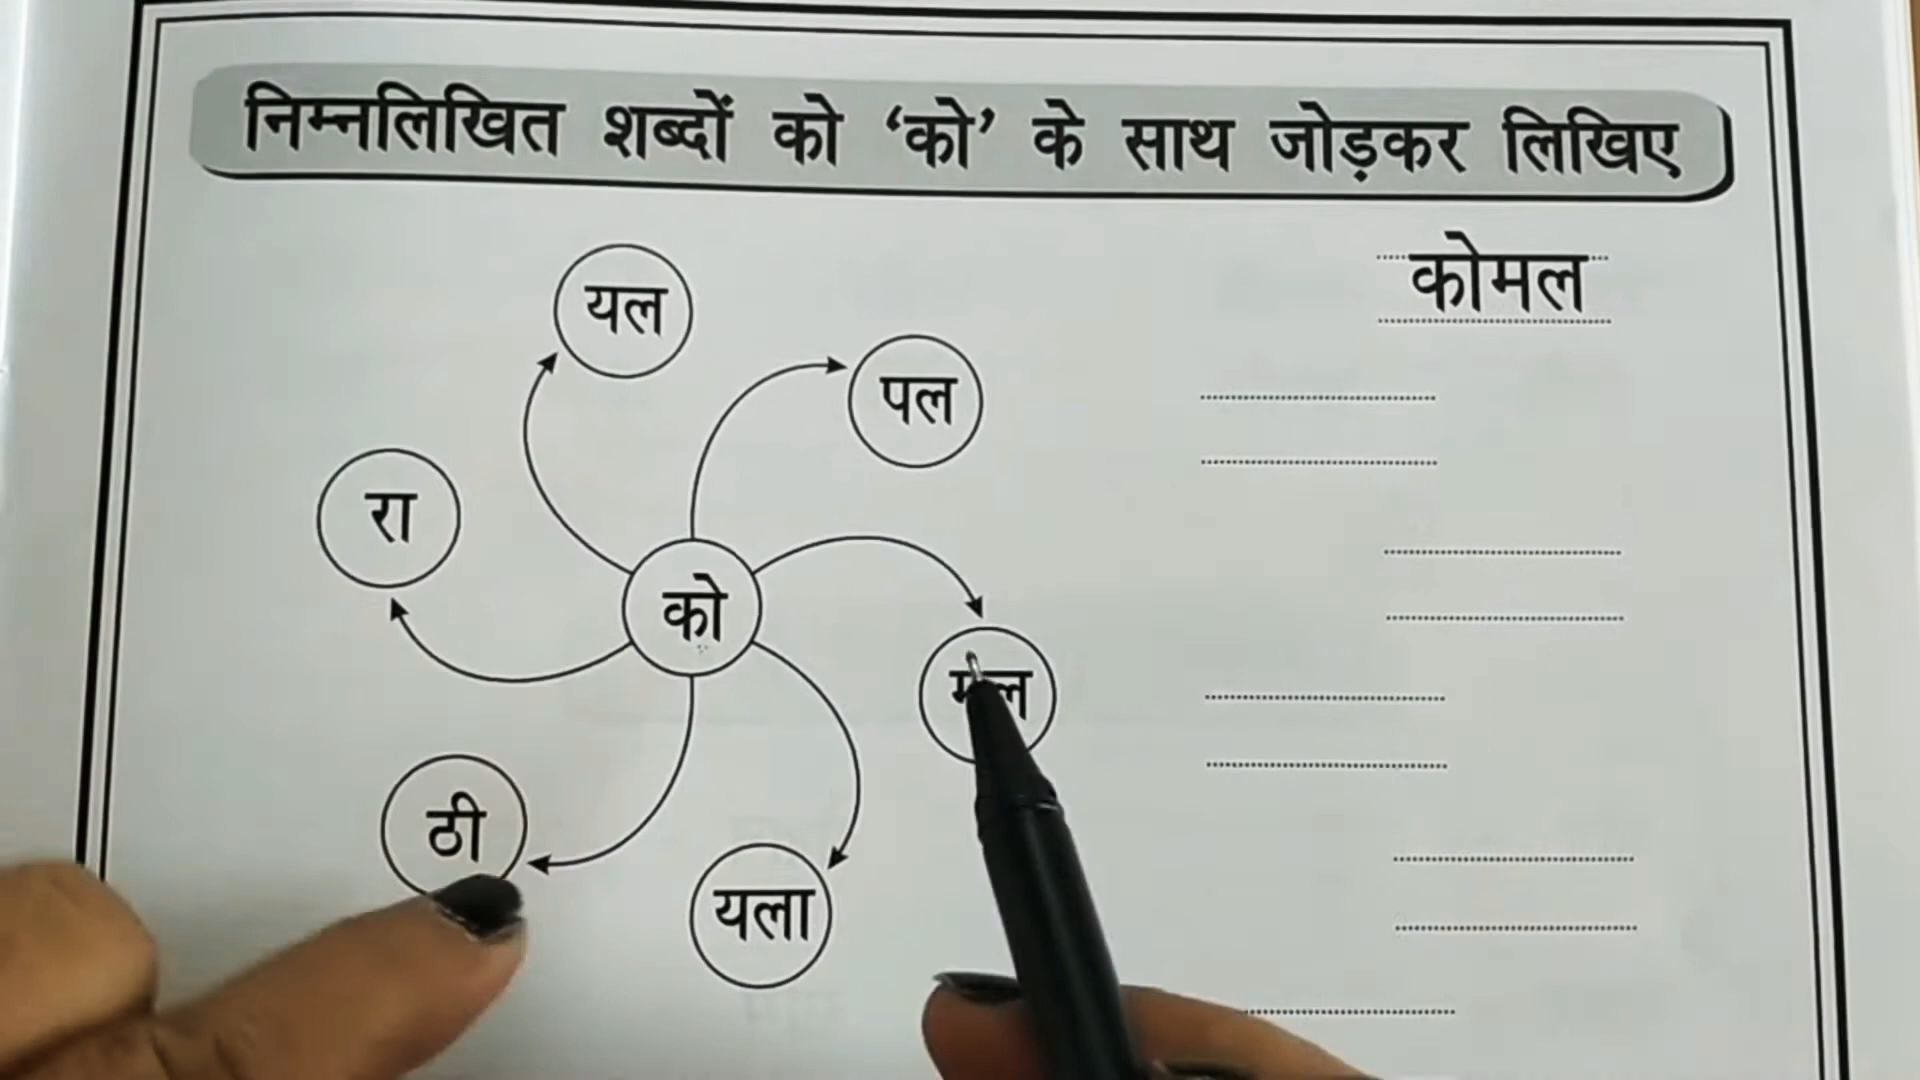 निम्नलिखित शब्दों को ‘को’ के साथ जोड़कर लिखिए
कोमल
यल
पल
रा
को
ठी
यला